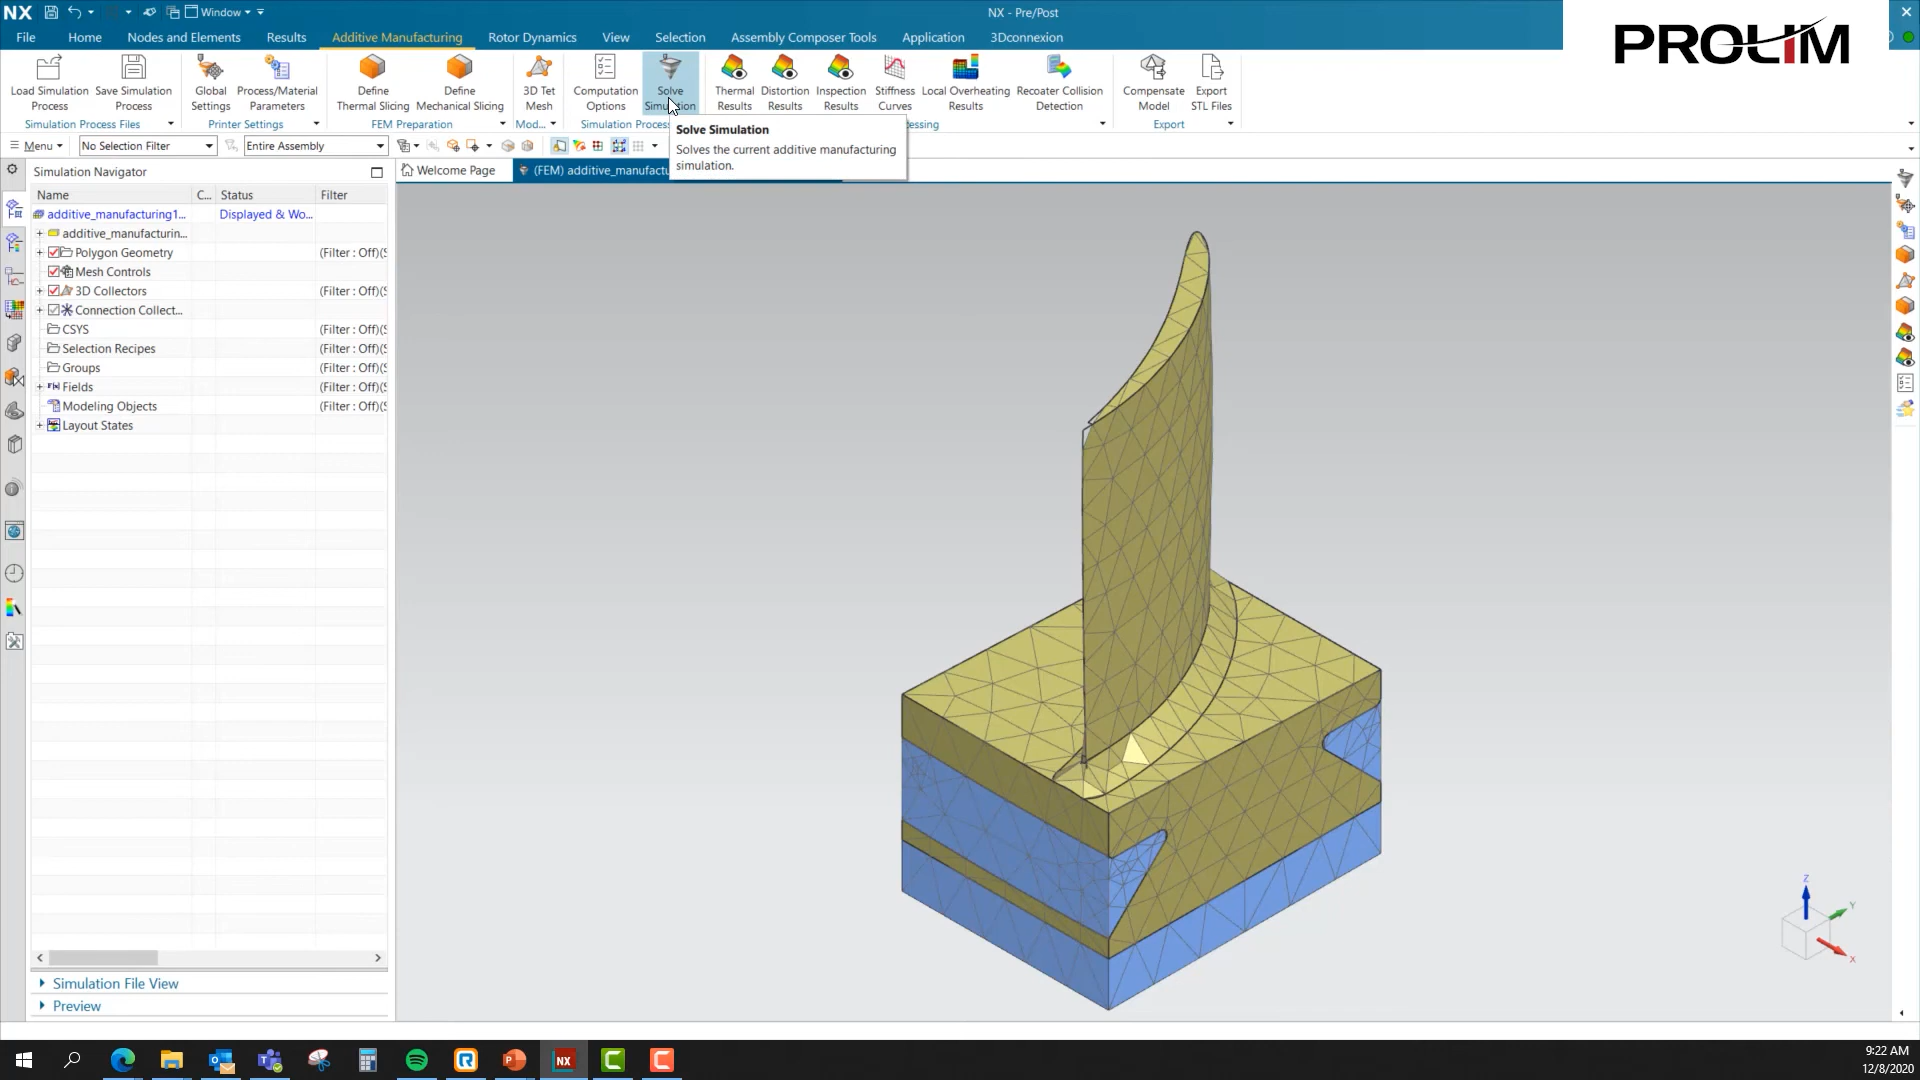 NX Window NX - Pre/Post
PROLIM
File Home Nodes and Elements Results Additive Manufacturing Rotor Dynamics View Selection Assembly Composer Tools Application 3Dconnexion
Load Simulation Process Save Simulation Process Global Settings Process/Material Parameters Define Thermal Slicing Define Mechanical Slicing 3D Tet Mesh Computation Options Solve Simulation Thermal Results Distortion Results Inspection Results Stiffness Curves Local Overheating Results Recoater Collision Detection Compensate Model Export STL Files
Simulation Process Files Printer Settings FEM Preparation Mod... Simulation Process essing Export
Menu No Selection Filter Entire Assembly
Solve Simulation
Solves the current additive manufacturing
simulation.
Simulation Navigator
Welcome Page (FEM) additive_manufactu
Name C... Status Filter
additive_manufacturing1... Displayed & Wo...
additive_manufacturin...
Polygon Geometry (Filter : Off)(S
Mesh Controls
3D Collectors (Filter : Off)(S
Connection Collect...
CSYS (Filter : Off)(S
Selection Recipes (Filter : Off)(S
Groups (Filter : Off)(S
Fields (Filter : Off)(S
Modeling Objects (Filter : Off)(S
Layout States
Z
Y
X
Simulation File View
Preview
NX
9:22 AM
12/8/2020